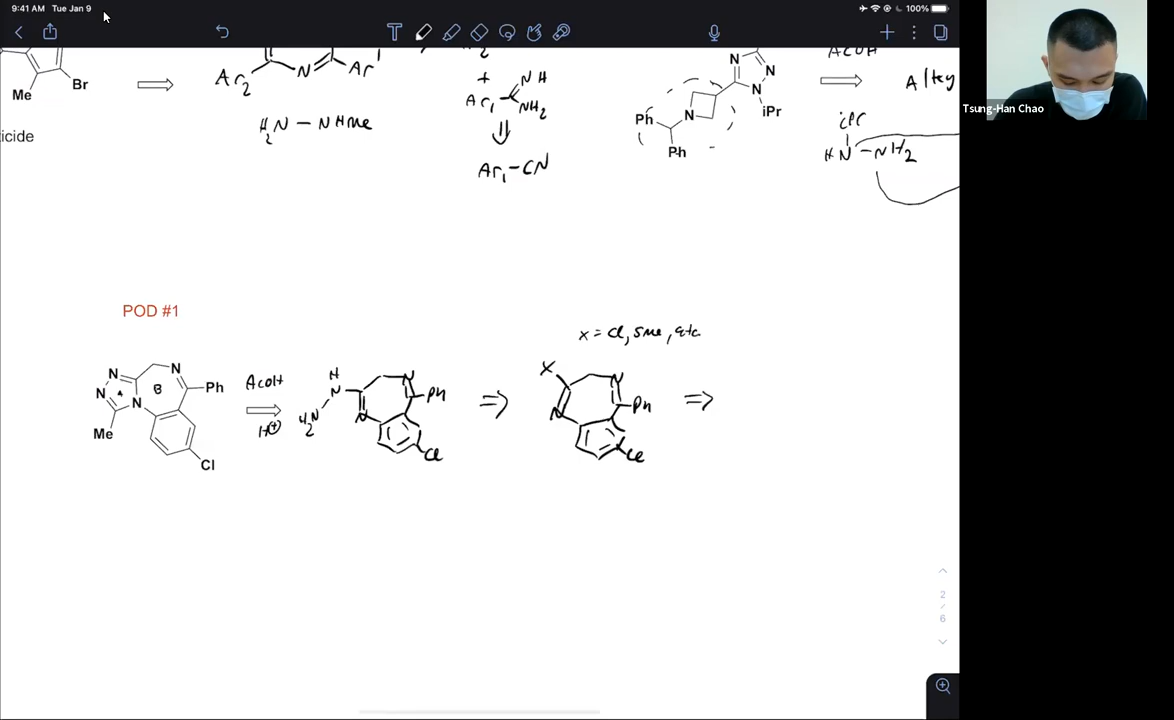 9:41 AM Tue Jan 9
100%
Br
Me
icide
Ar2
N
Ar'
H2N - NHMe
+
Ar1
NH
NH2
Ar1-CN
N
N
N
iPr
N
Ph
Ph
AcOH
iPr
HN - NH2
Tsung-Han Chao
POD #1
N
N
N
N
A
B
Ph
Me
Cl
AcOH
H+
H
N
H2N
N
N
Ph
Cl
X = Cl, SMe, etc
X
N
N
Ph
Cl
2
/
6